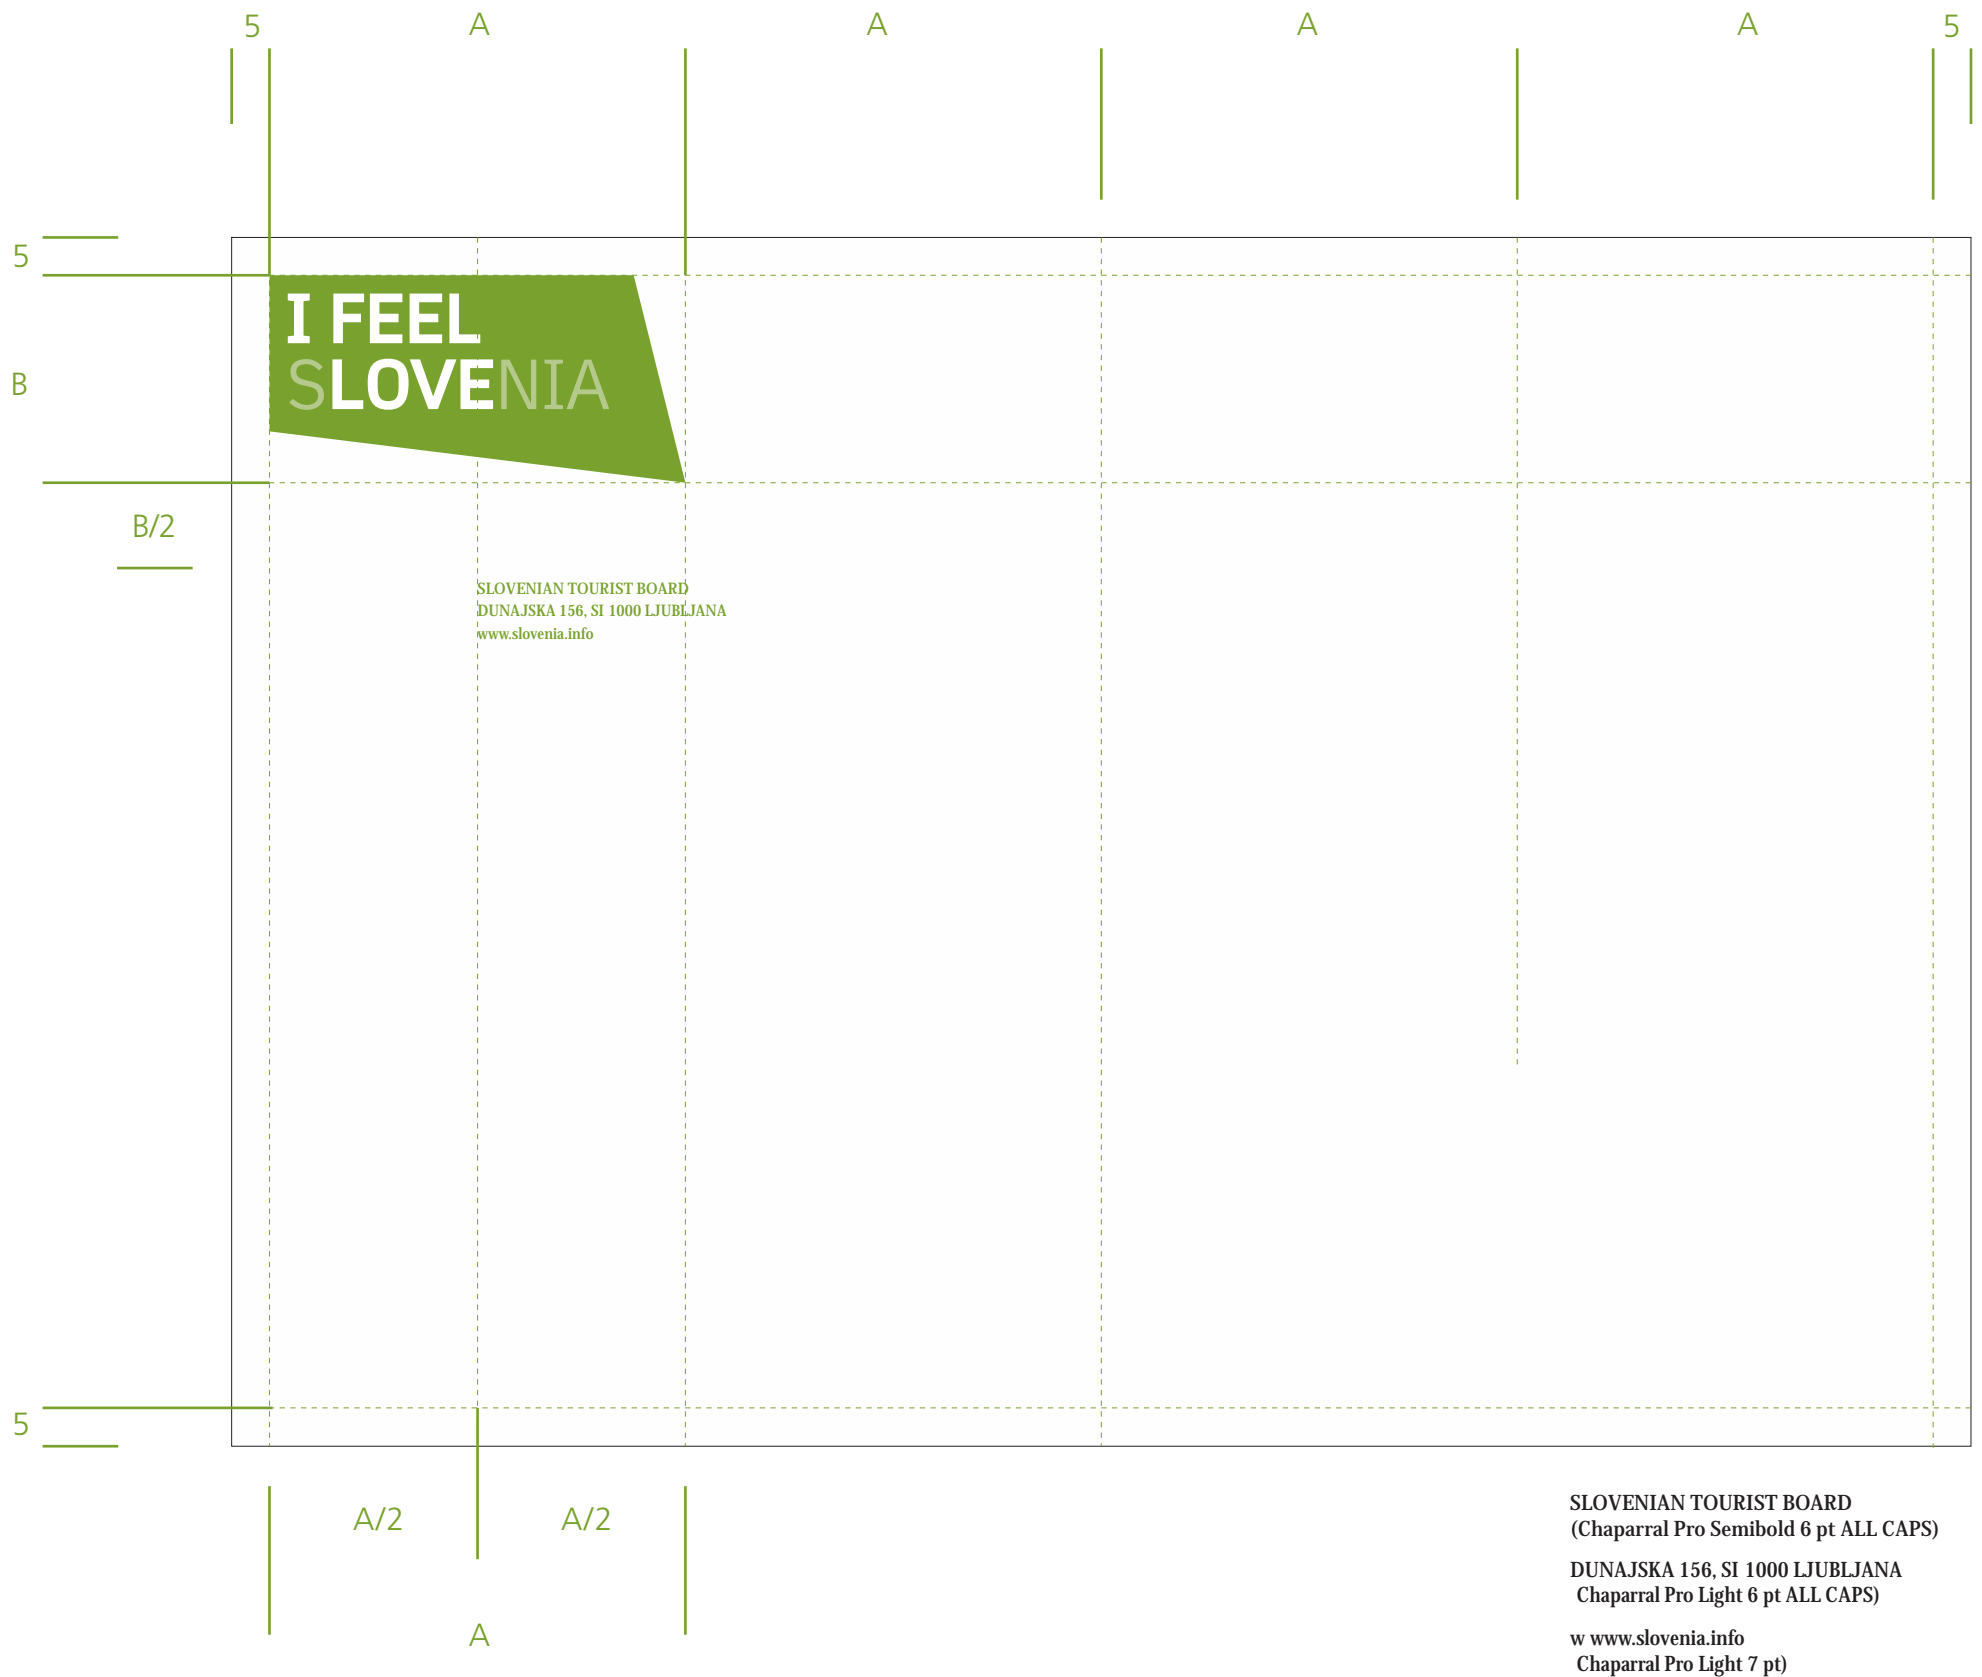 5 A A A A 5
5
I FEEL
SLOVENIA
B
B/2
SLOVENIAN TOURIST BOARD
DUNAJSKA 156, SI 1000 LJUBLJANA
www.slovenia.info
5
A/2 A/2
A
SLOVENIAN TOURIST BOARD
(Chaparral Pro Semibold 6 pt ALL CAPS)
DUNAJSKA 156, SI 1000 LJUBLJANA
Chaparral Pro Light 6 pt ALL CAPS)
w www.slovenia.info
Chaparral Pro Light 7 pt)